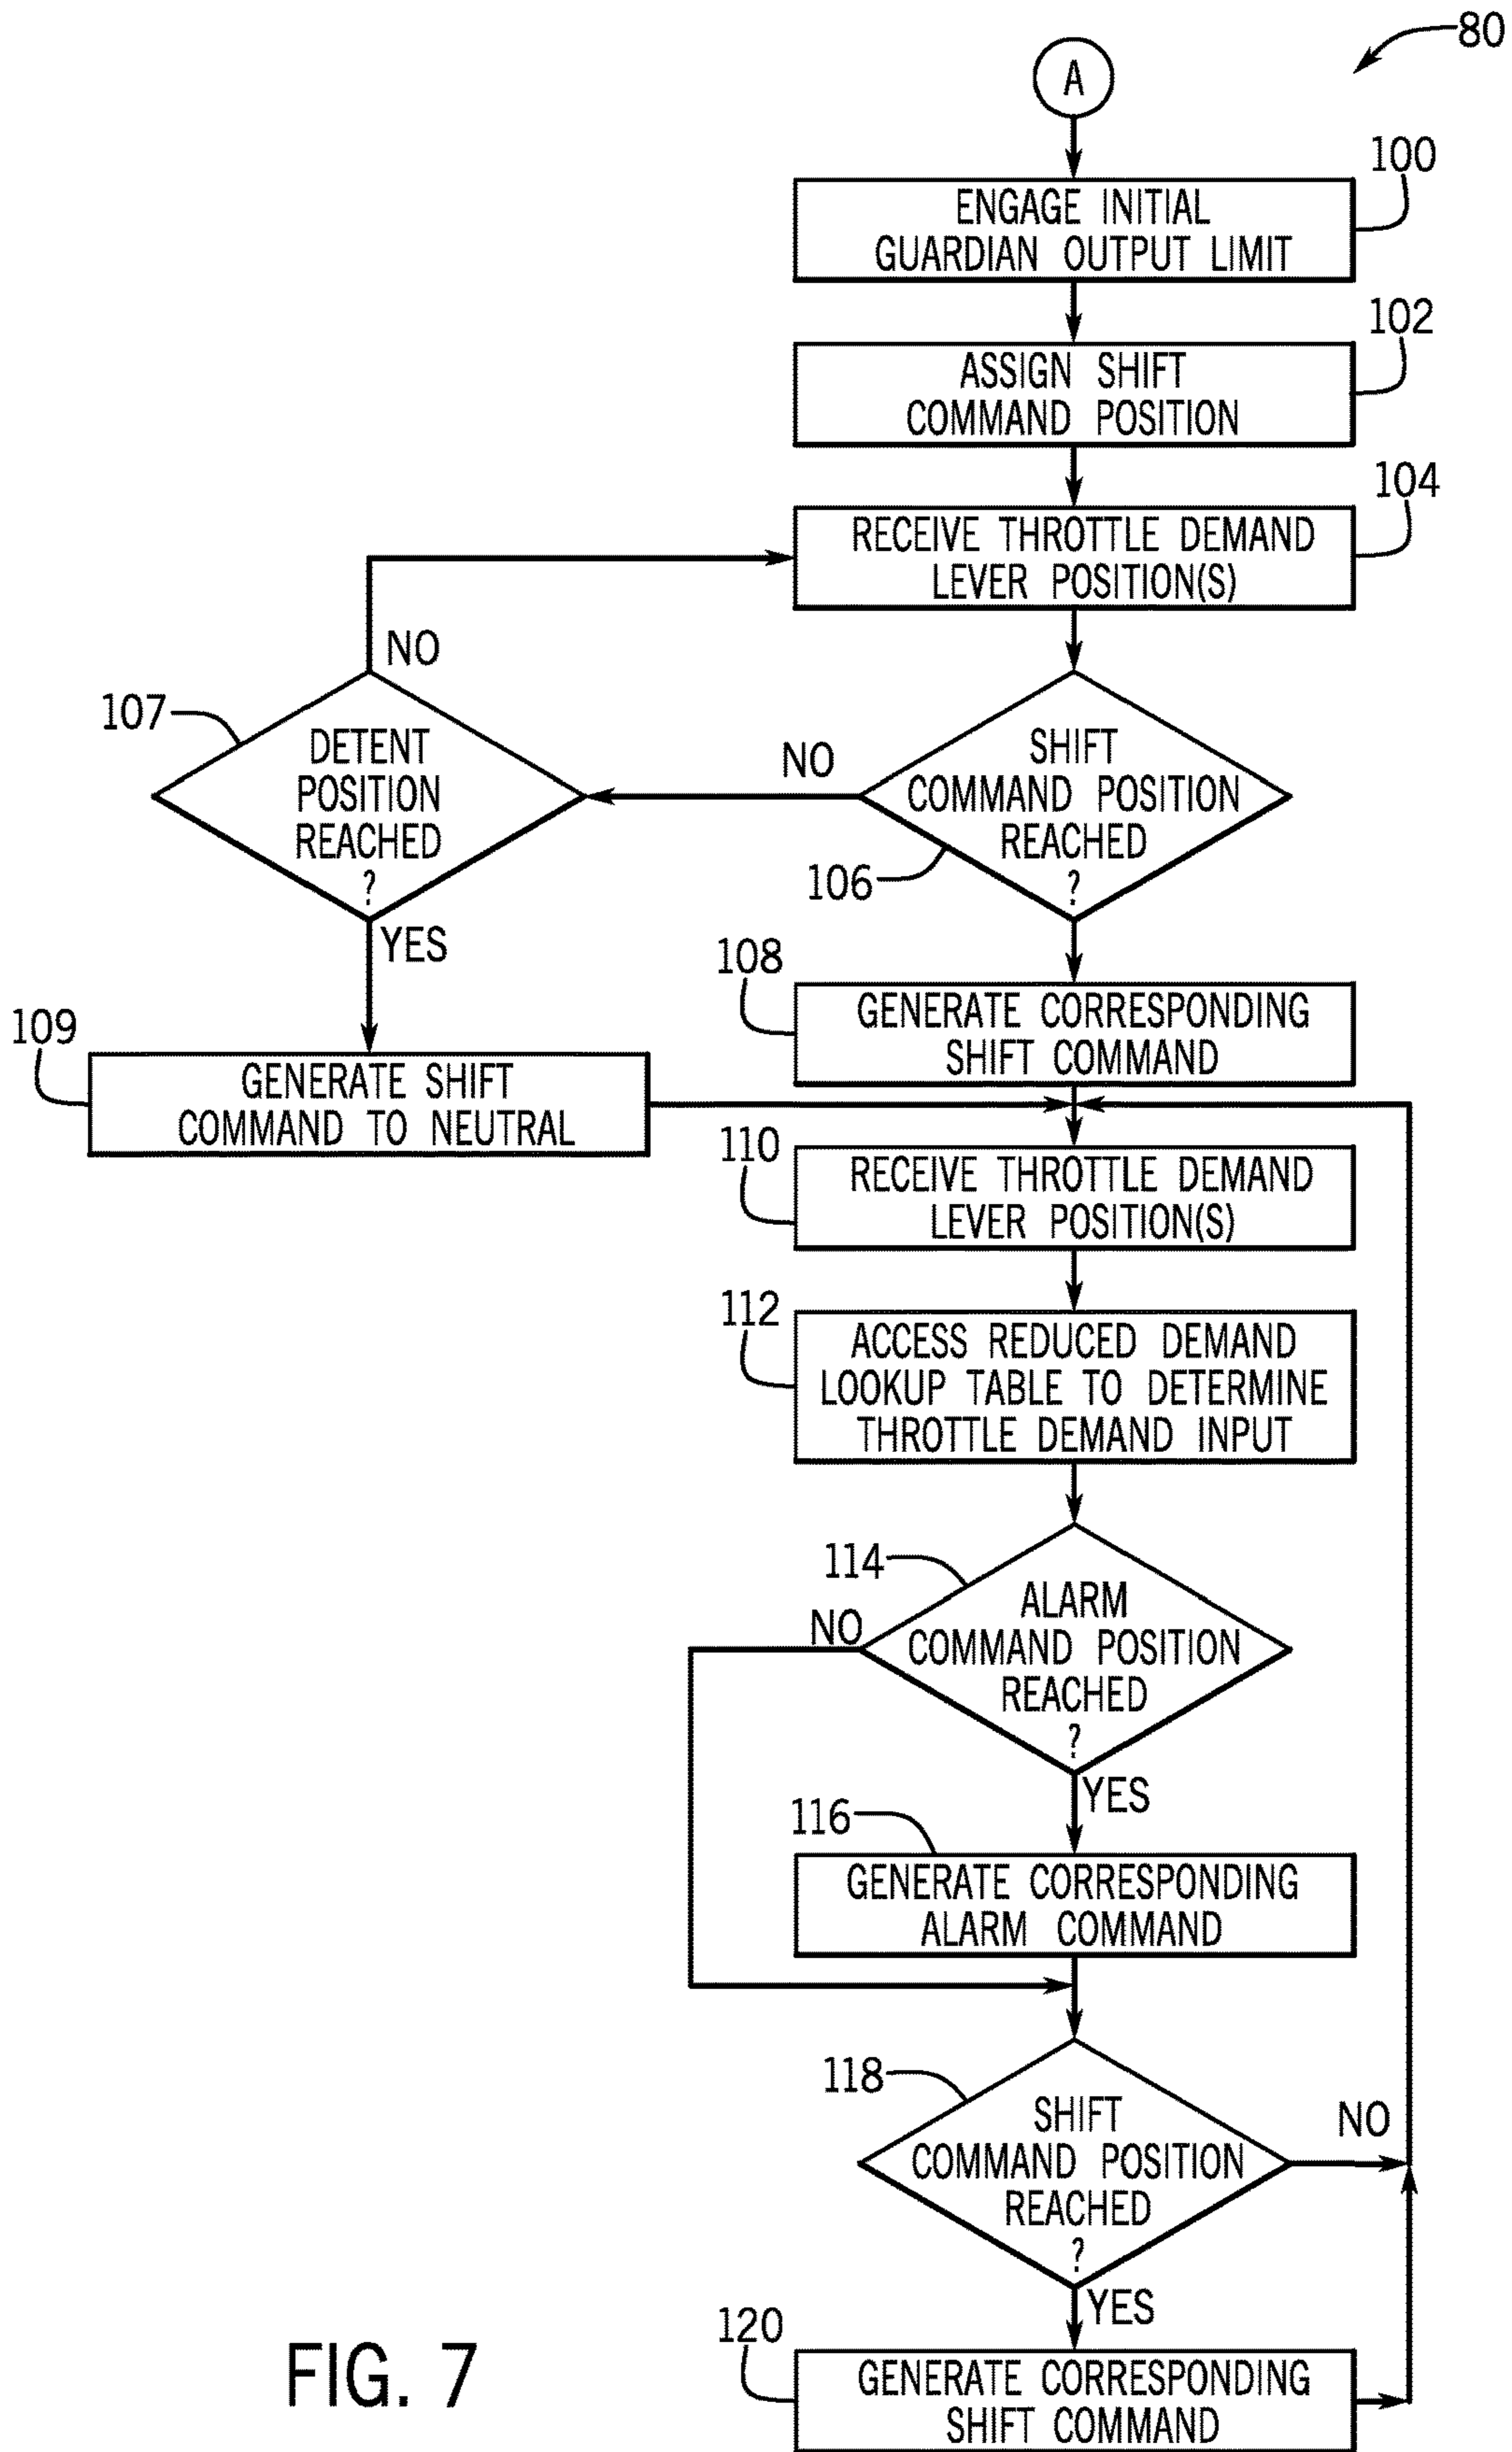 80
A
100
ENGAGE INITIAL
GUARDIAN OUTPUT LIMIT
102
ASSIGN SHIFT
COMMAND POSITION
104
RECEIVE THROTTLE DEMAND
LEVER POSITION(S)
NO
107
DETENT
POSITION
REACHED
?
YES
NO
SHIFT
COMMAND POSITION
REACHED
?
106
108
GENERATE CORRESPONDING
SHIFT COMMAND
109
GENERATE SHIFT
COMMAND TO NEUTRAL
110
RECEIVE THROTTLE DEMAND
LEVER POSITION(S)
112
ACCESS REDUCED DEMAND
LOOKUP TABLE TO DETERMINE
THROTTLE DEMAND INPUT
114
NO
ALARM
COMMAND POSITION
REACHED
?
YES
116
GENERATE CORRESPONDING
ALARM COMMAND
118
SHIFT
COMMAND POSITION
REACHED
?
NO
YES
120
GENERATE CORRESPONDING
SHIFT COMMAND
FIG. 7